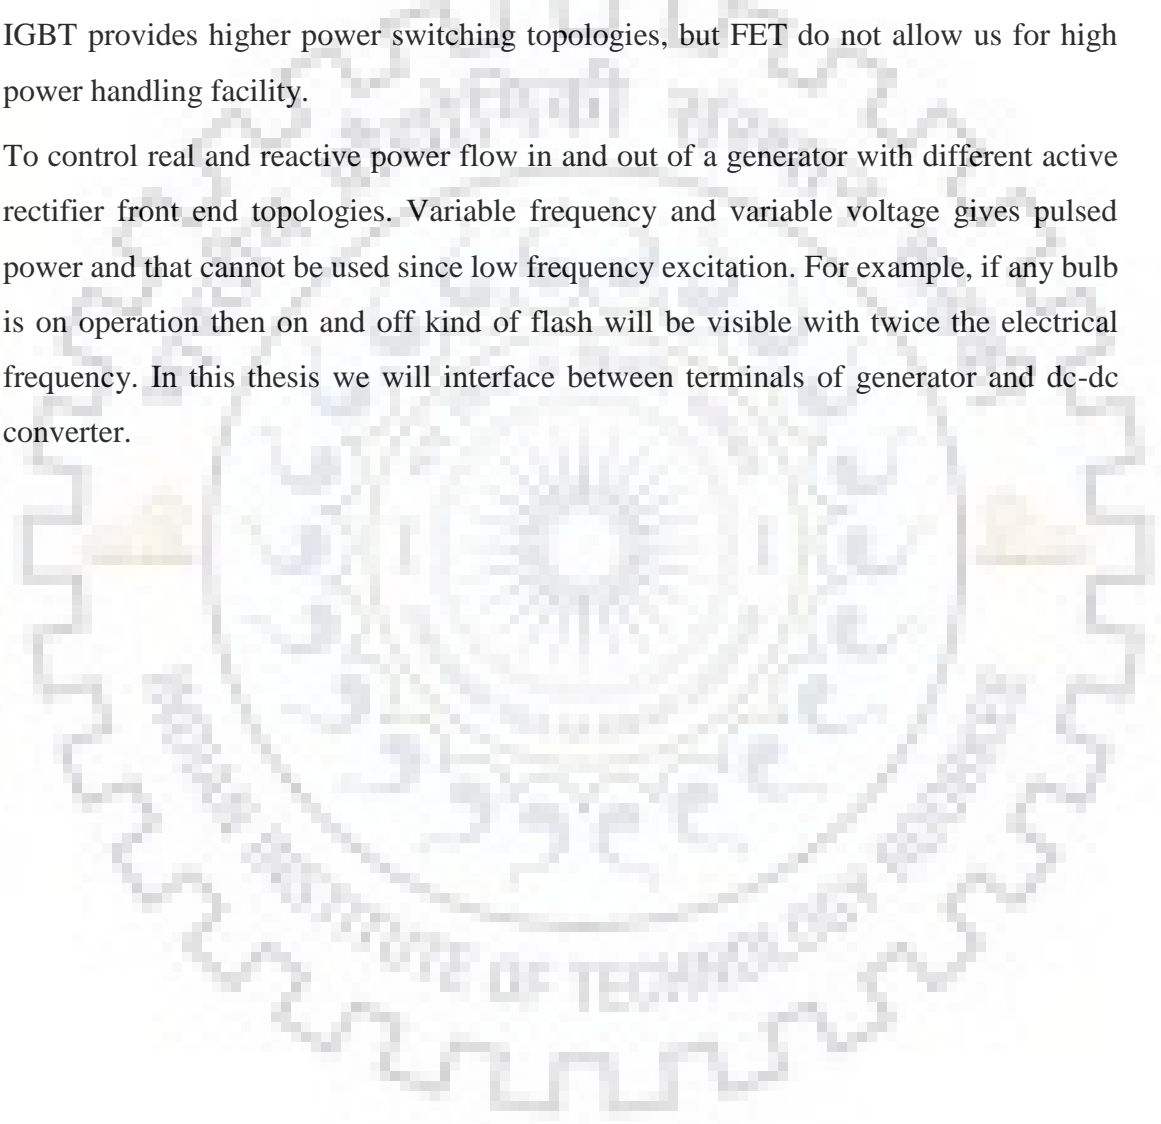 IGBT provides higher power switching topologies, but FET do not allow us for high
power handling facility.
To control real and reactive power flow in and out of a generator with different active
rectifier front end topologies. Variable frequency and variable voltage gives pulsed
power and that cannot be used since low frequency excitation. For example, if any bulb
is on operation then on and off kind of flash will be visible with twice the electrical
frequency. In this thesis we will interface between terminals of generator and dc-dc
converter.
INSTITUTE OF TECHNOLOGY